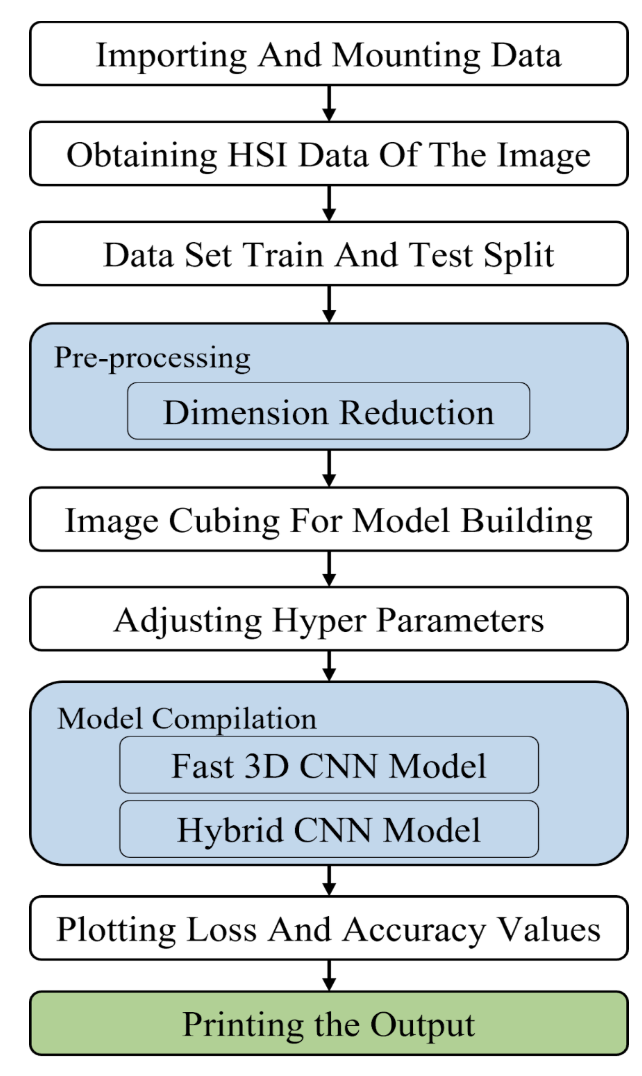 Importing And Mounting Data
Obtaining HSI Data Of The Image
Data Set Train And Test Split
Pre-processing
Dimension Reduction
Image Cubing For Model Building
Adjusting Hyper Parameters
Model Compilation
Fast 3D CNN Model
Hybrid CNN Model
Plotting Loss And Accuracy Values
Printing the Output